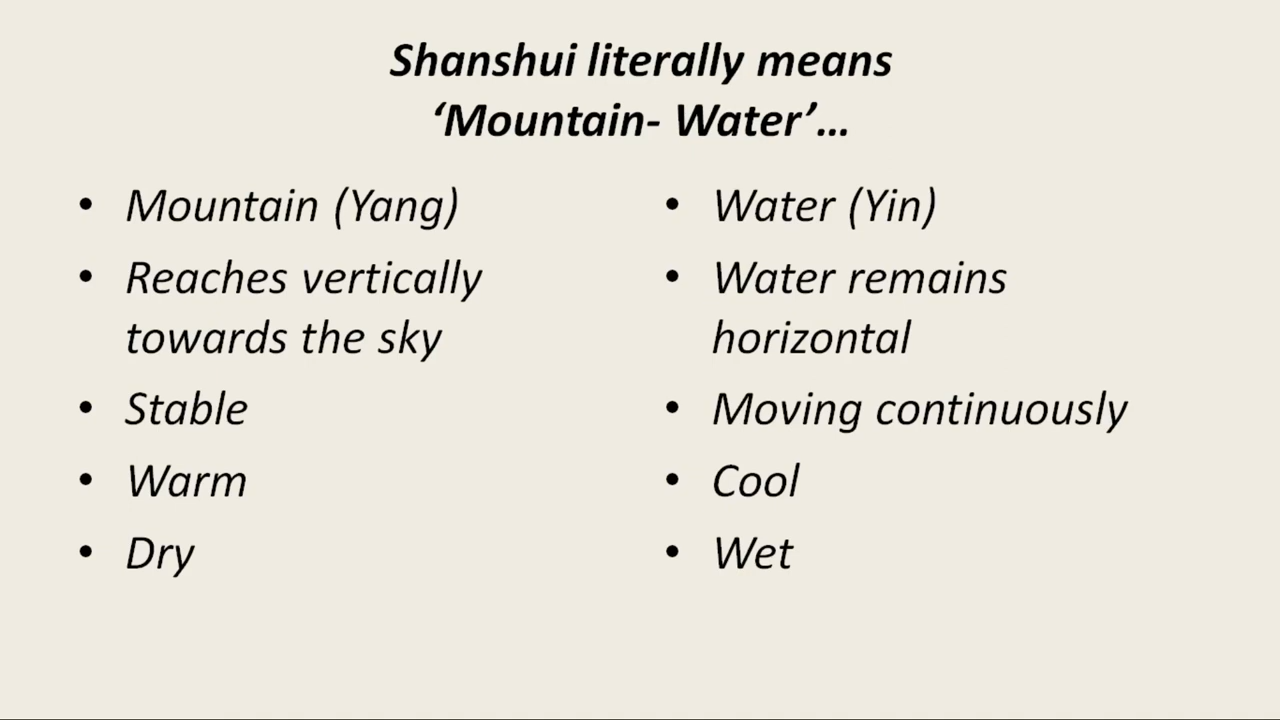 Shanshui literally means
‘Mountain- Water’…
• Mountain (Yang)
• Reaches vertically
towards the sky
• Stable
• Warm
• Dry
• Water (Yin)
• Water remains
horizontal
• Moving continuously
• Cool
• Wet